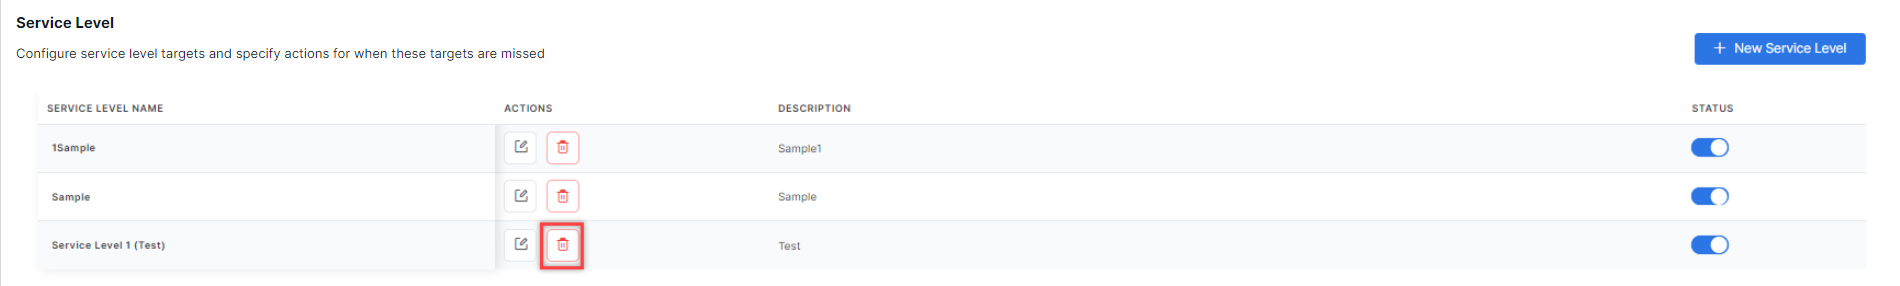 Service Level
Configure service level targets and specify actions for when these targets are missed
+ New Service Level
SERVICE LEVEL NAME ACTIONS DESCRIPTION STATUS
1Sample Sample1
Sample Sample
Service Level 1 (Test) Test